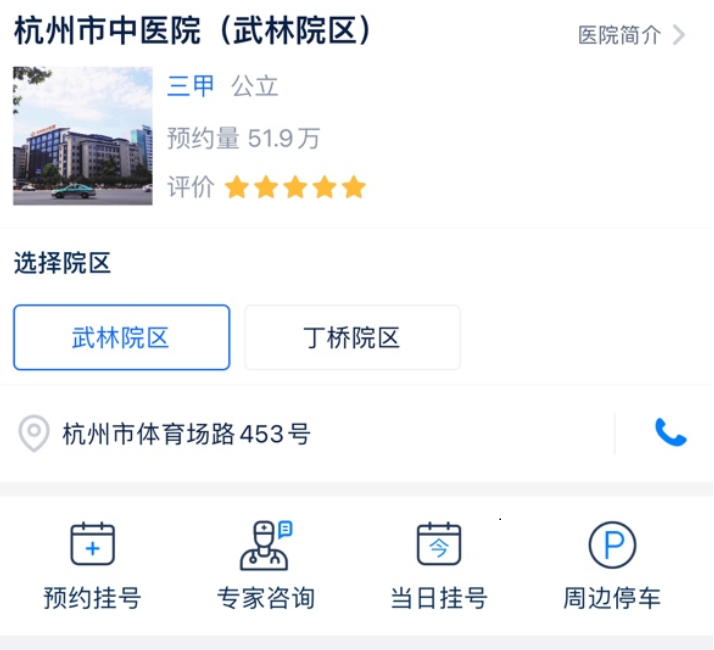 杭州市中医院（武林院区）
医院简介
三甲 公立
预约量 51.9万
评价
选择院区
武林院区 丁桥院区
杭州市体育场路453号
今 P
预约挂号 专家咨询 当日挂号 周边停车